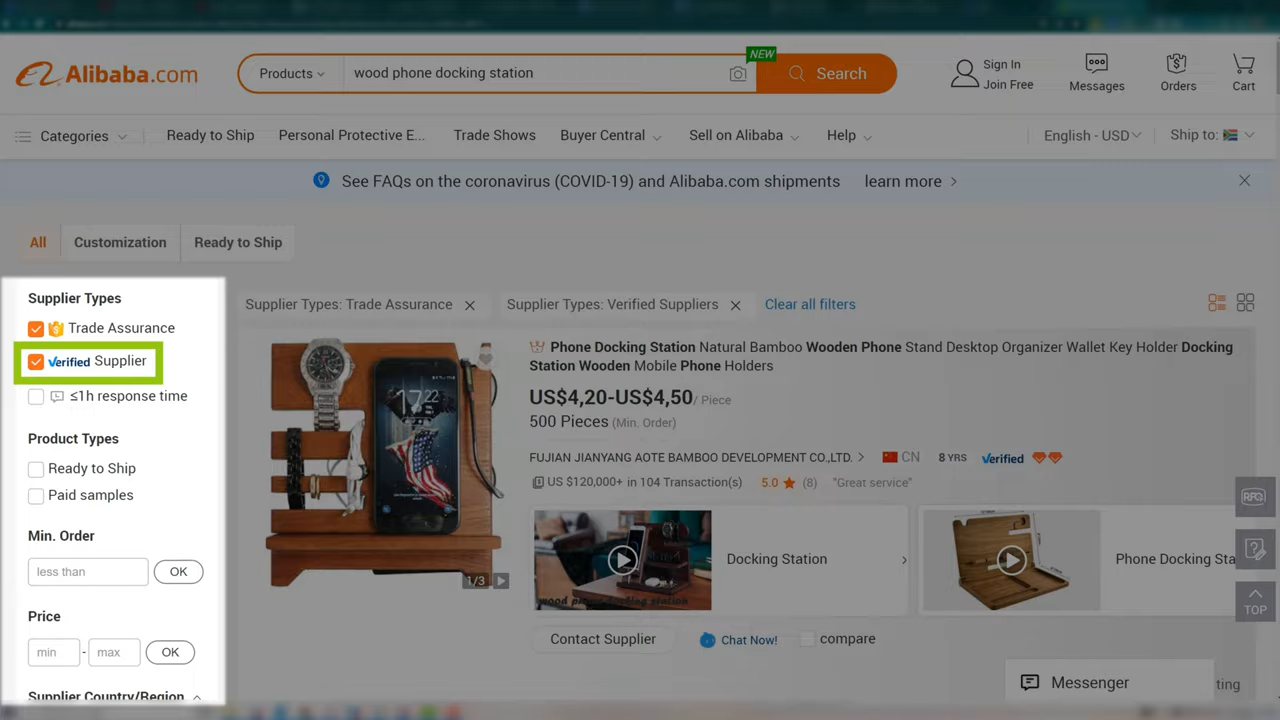 Alibaba.com
Products
wood phone docking station
NEW
Search
Sign In
Join Free
Messages
Orders
Cart
Categories
Ready to Ship
Personal Protective E...
Trade Shows
Buyer Central
Sell on Alibaba
Help
English - USD
Ship to:
See FAQs on the coronavirus (COVID-19) and Alibaba.com shipments
learn more
All
Customization
Ready to Ship
Supplier Types
Trade Assurance
Verified Supplier
≤1h response time
Product Types
Ready to Ship
Paid samples
Min. Order
less than
OK
Price
min
-
max
OK
Supplier Country/Region
Supplier Types: Trade Assurance
Supplier Types: Verified Suppliers
Clear all filters
Phone Docking Station Natural Bamboo Wooden Phone Stand Desktop Organizer Wallet Key Holder Docking
Station Wooden Mobile Phone Holders
US$4,20-US$4,50/ Piece
500 Pieces (Min. Order)
FUJIAN JIANYANG AOTE BAMBOO DEVELOPMENT CO.,LTD.
CN
8 YRS
Verified
US $120,000+ in 104 Transaction(s)
5.0
(8)
"Great service"
17 22
1/3
wood phone docking station
Docking Station
Phone Docking Sta
Contact Supplier
Chat Now!
compare
RFQ
TOP
Messenger
ting